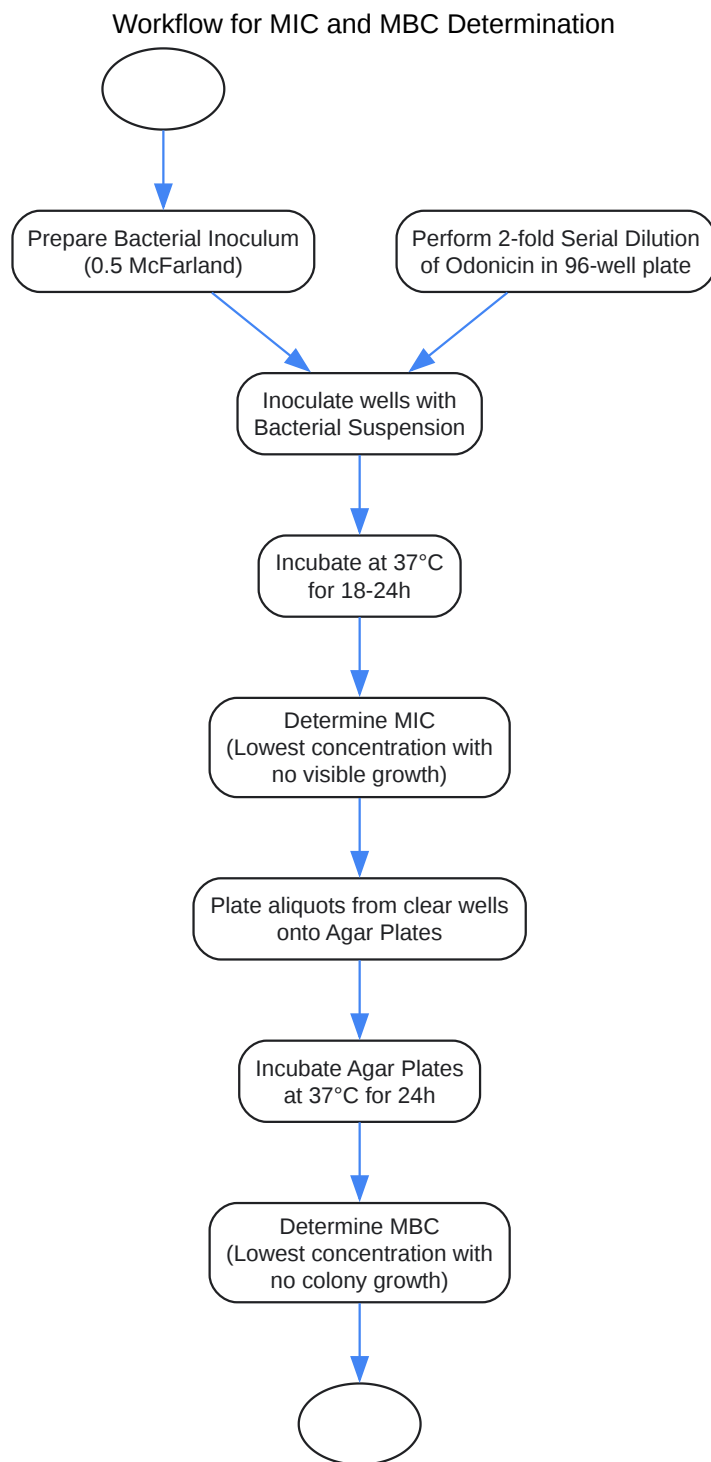 Workflow for MIC and MBC Determination
Prepare Bacterial Inoculum
(0.5 McFarland)
Perform 2-fold Serial Dilution
of Odonicin in 96-well plate
Inoculate wells with
Bacterial Suspension
Incubate at 37°C
for 18-24h
Determine MIC
(Lowest concentration with
no visible growth)
Plate aliquots from clear wells
onto Agar Plates
Incubate Agar Plates
at 37°C for 24h
Determine MBC
(Lowest concentration with
no colony growth)